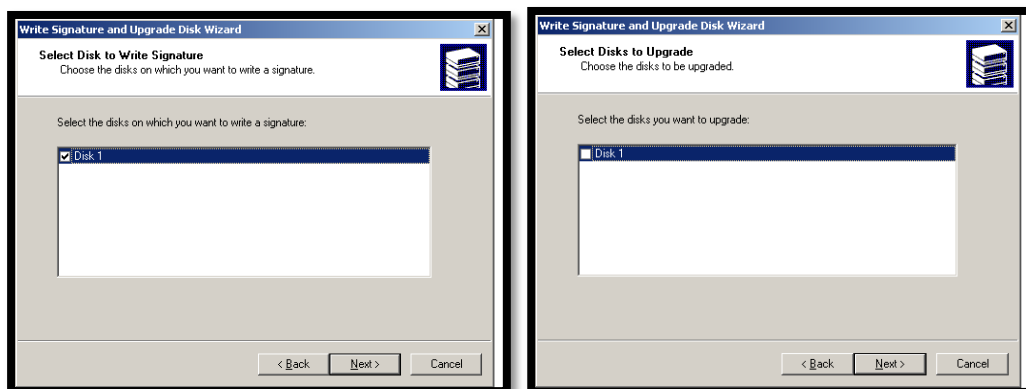 Write Signature and Upgrade Disk Wizard
Select Disk to Write Signature
Choose the disks on which you want to write a signature.
Select the disks on which you want to write a signature:
Disk 1
< Back
Next >
Cancel
Write Signature and Upgrade Disk Wizard
Select Disks to Upgrade
Choose the disks to be upgraded.
Select the disks you want to upgrade:
Disk 1
< Back
Next >
Cancel